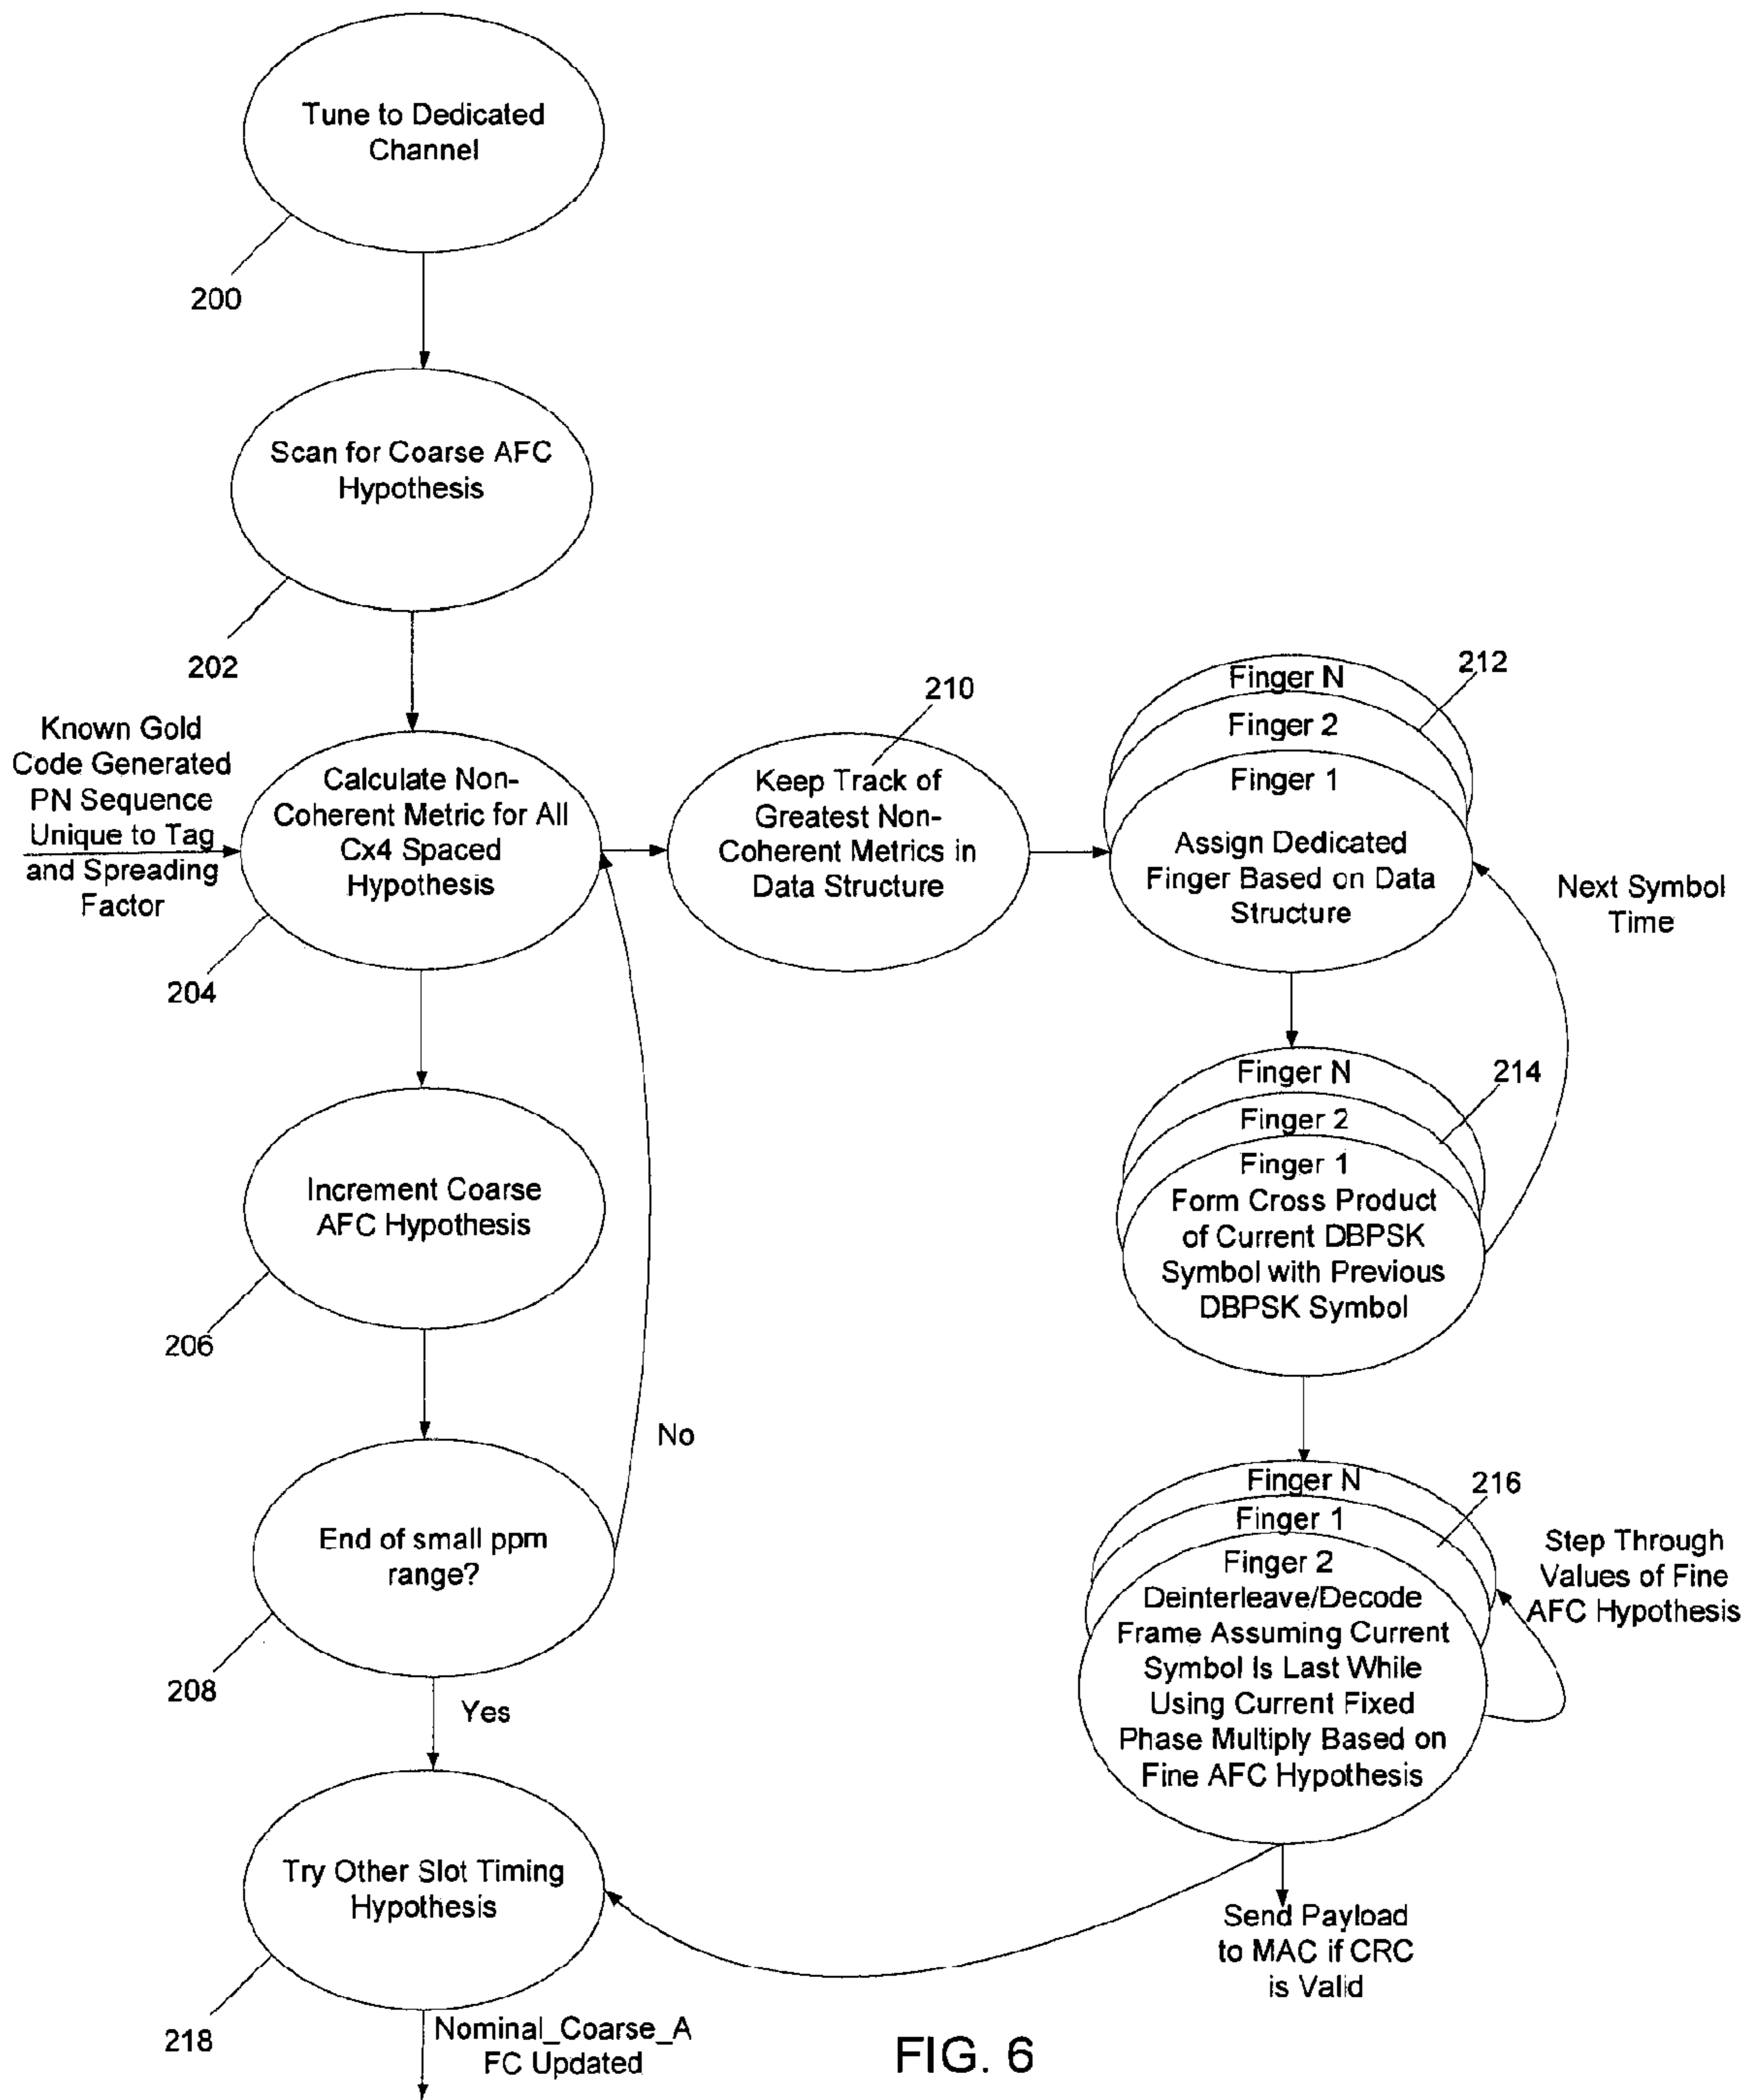 Tune to Dedicated
Channel
200
Scan for Coarse AFC
Hypothesis
202
Known Gold
Code Generated
PN Sequence
Unique to Tag
and Spreading
Factor
Calculate Non-
Coherent Metric for All
Cx4 Spaced
Hypothesis
204
210
Keep Track of
Greatest Non-
Coherent Metrics in
Data Structure
212
Finger N
Finger 2
Finger 1
Assign Dedicated
Finger Based on Data
Structure
Next Symbol
Time
Increment Coarse
AFC Hypothesis
206
214
Finger N
Finger 2
Finger 1
Form Cross Product
of Current DBPSK
Symbol with Previous
DBPSK Symbol
No
End of small ppm
range?
208
Yes
216
Finger N
Finger 1
Finger 2
Deinterleave/Decode
Frame Assuming Current
Symbol Is Last While
Using Current Fixed
Phase Multiply Based on
Fine AFC Hypothesis
Step Through
Values of Fine
AFC Hypothesis
Try Other Slot Timing
Hypothesis
218
Send Payload
to MAC if CRC
is Valid
Nominal_Coarse_A
FC Updated
FIG. 6